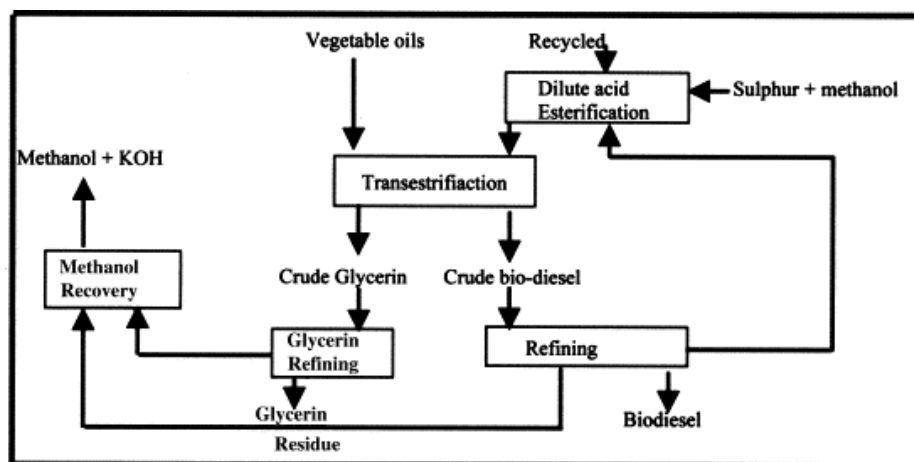 Vegetable oils
Recycled
Dilute acid
Esterification
Sulphur + methanol
Methanol + KOH
Transestrifiaction
Methanol
Recovery
Crude Glycerin
Crude bio-diesel
Glycerin
Refining
Refining
Glycerin
Biodiesel
Residue